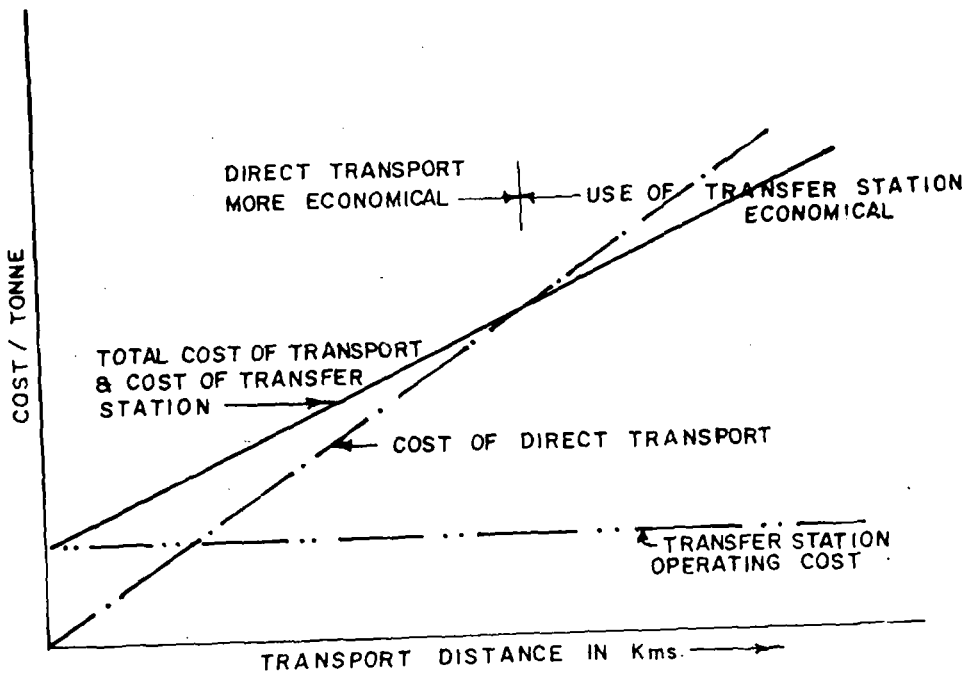 DIRECT TRANSPORT
MORE ECONOMICAL
USE OF TRANSFER STATION
ECONOMICAL
COST / TONNE
TOTAL COST OF TRANSPORT
& COST OF TRANSFER
STATION
COST OF DIRECT TRANSPORT
TRANSFER STATION
OPERATING COST
TRANSPORT DISTANCE IN Kms.